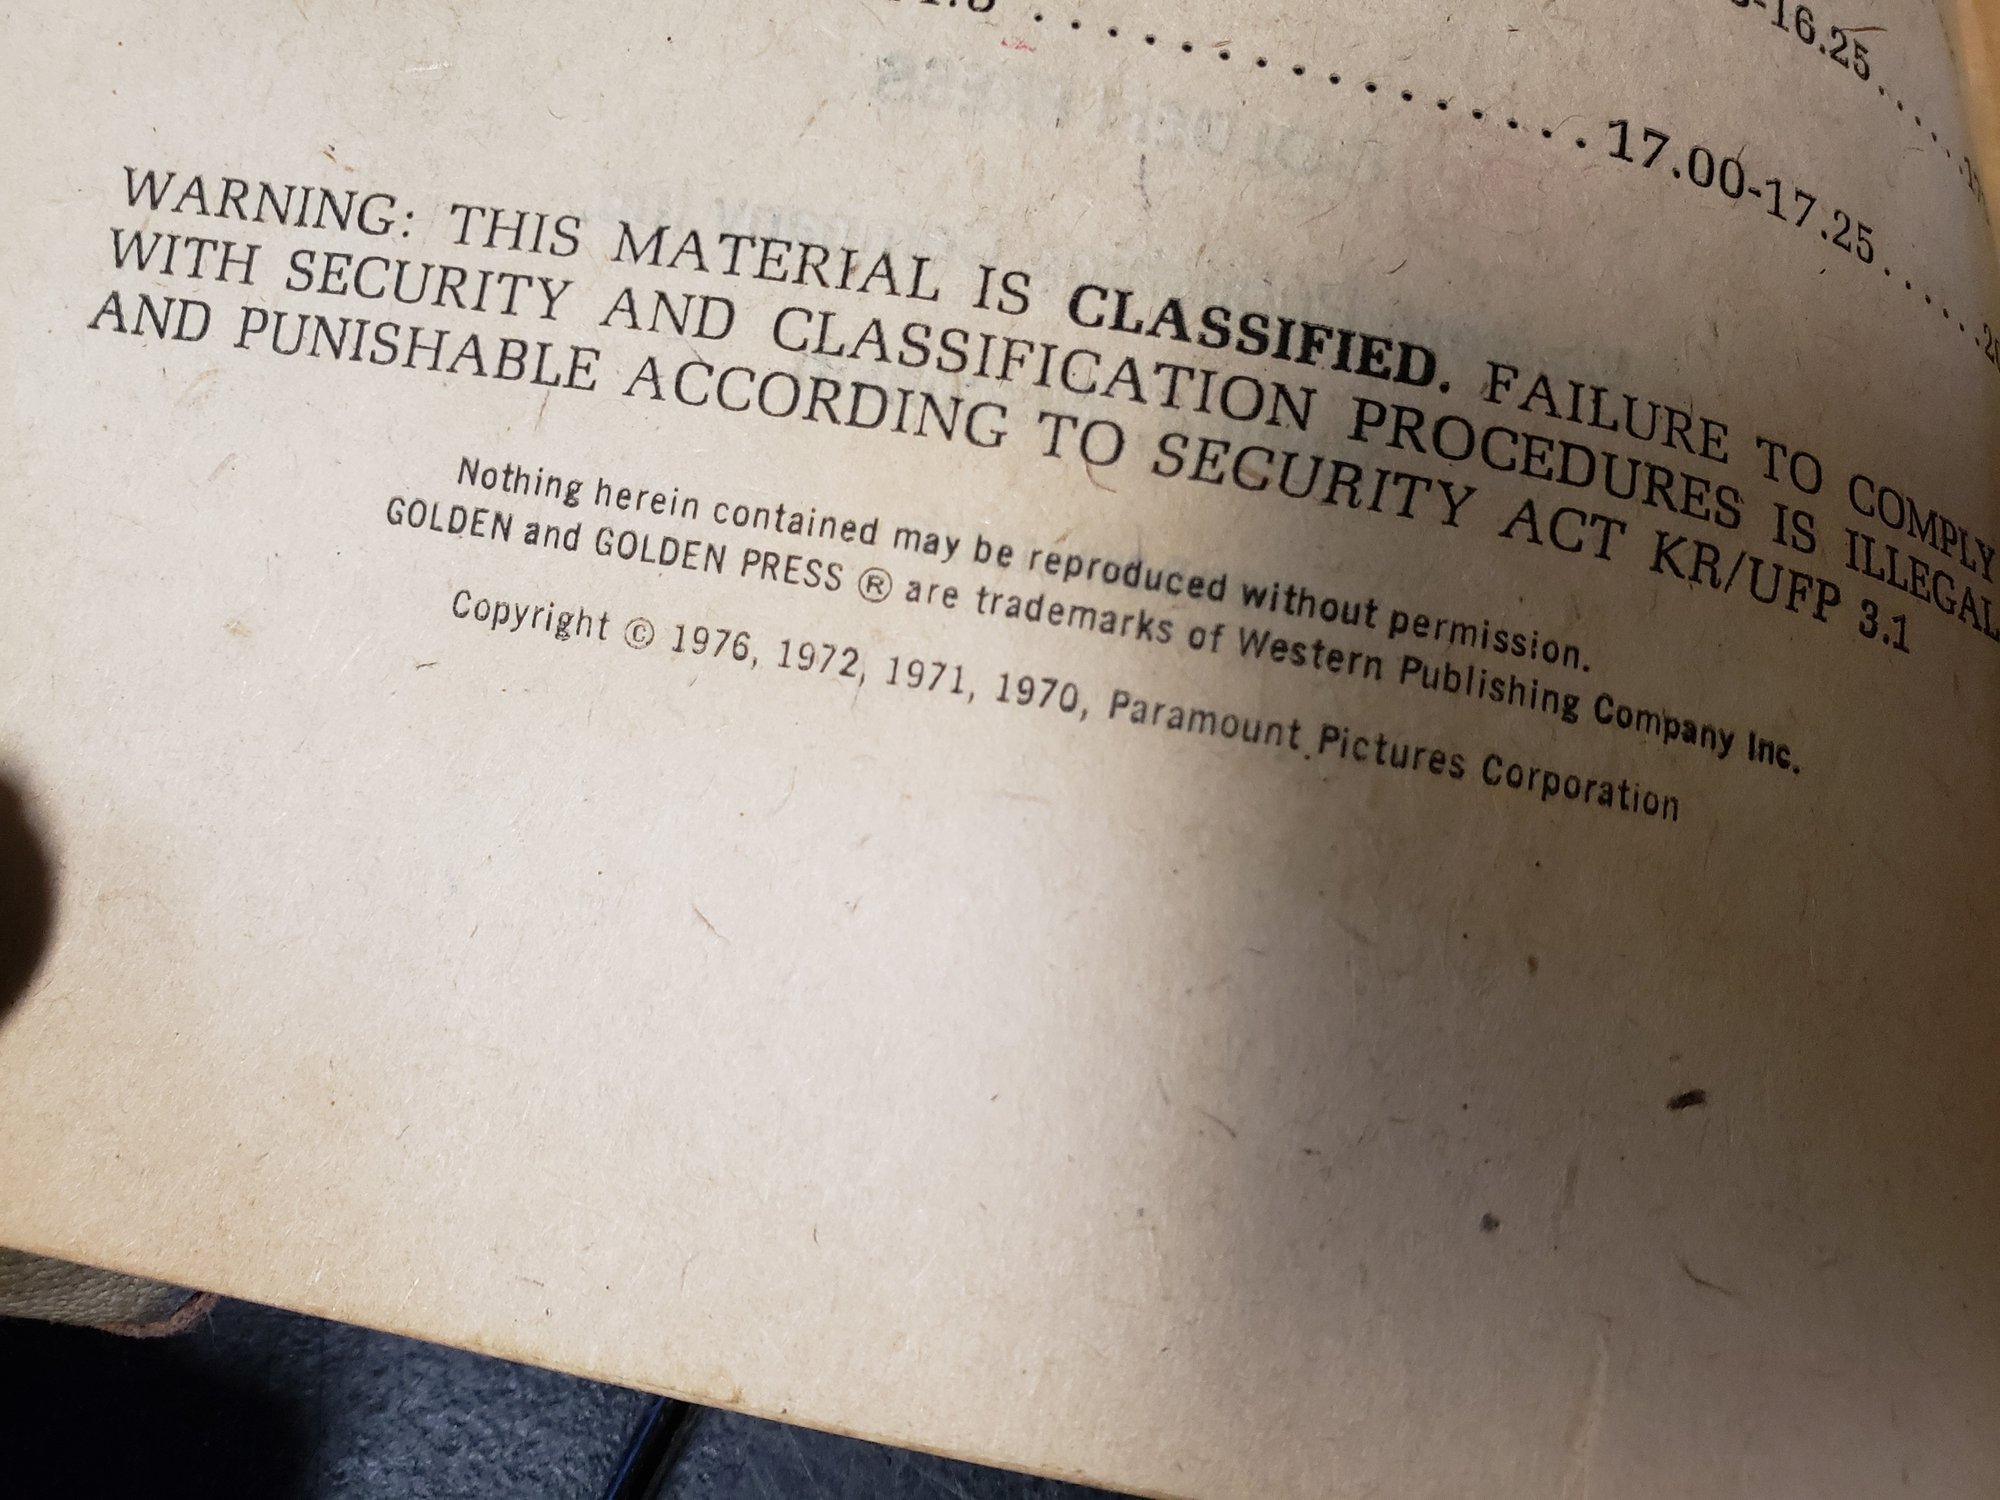 16.25 . . . . . .
. . . . . . . . . . . . . . . . 17.00-17.25 . . . . . .
WARNING: THIS MATERIAL IS CLASSIFIED. FAILURE TO COMPLY
WITH SECURITY AND CLASSIFICATION PROCEDURES IS ILLEGAL
AND PUNISHABLE ACCORDING TO SECURITY ACT KR/UFP 3.1
Nothing herein contained may be reproduced without permission.
GOLDEN and GOLDEN PRESS ® are trademarks of Western Publishing Company Inc.
Copyright © 1976, 1972, 1971, 1970, Paramount Pictures Corporation